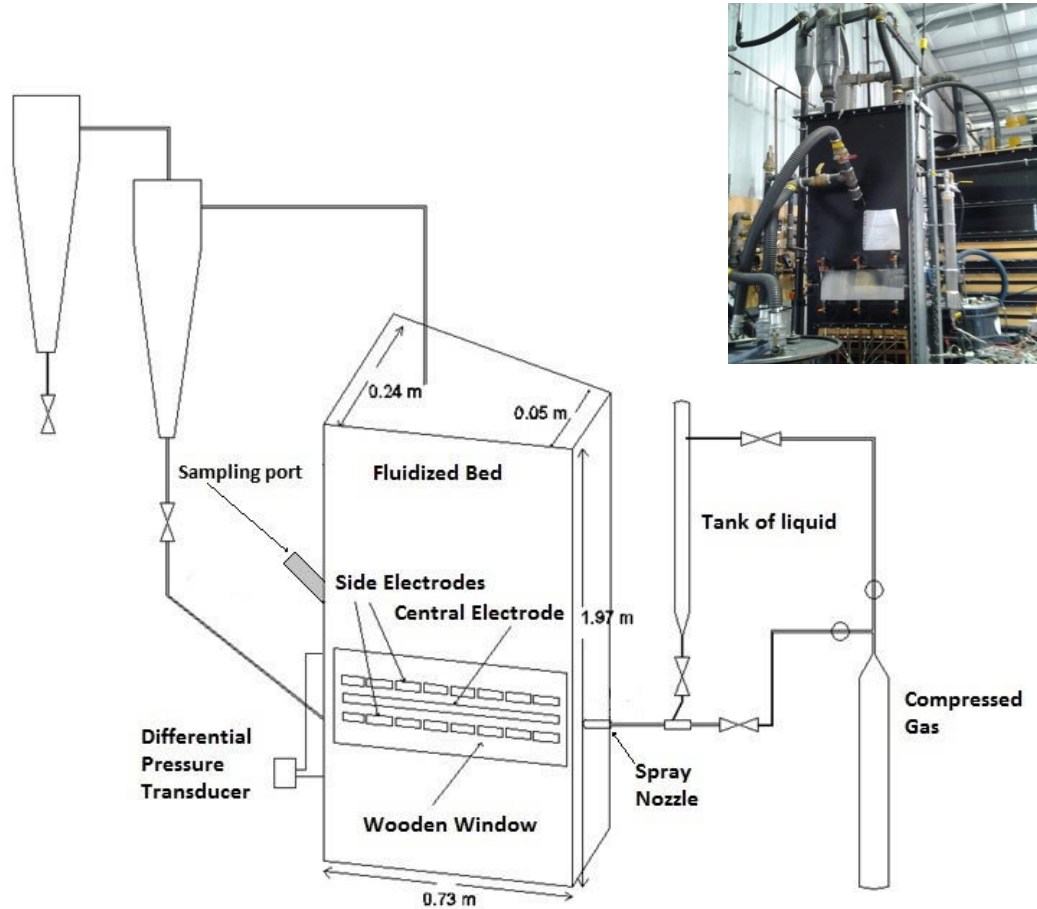 0.24 m
0.05 m
Sampling port
Fluidized Bed
Tank of liquid
Side Electrodes
Central Electrode
1.97 m
Differential
Pressure
Transducer
Compressed
Gas
Spray
Nozzle
Wooden Window
0.73 m